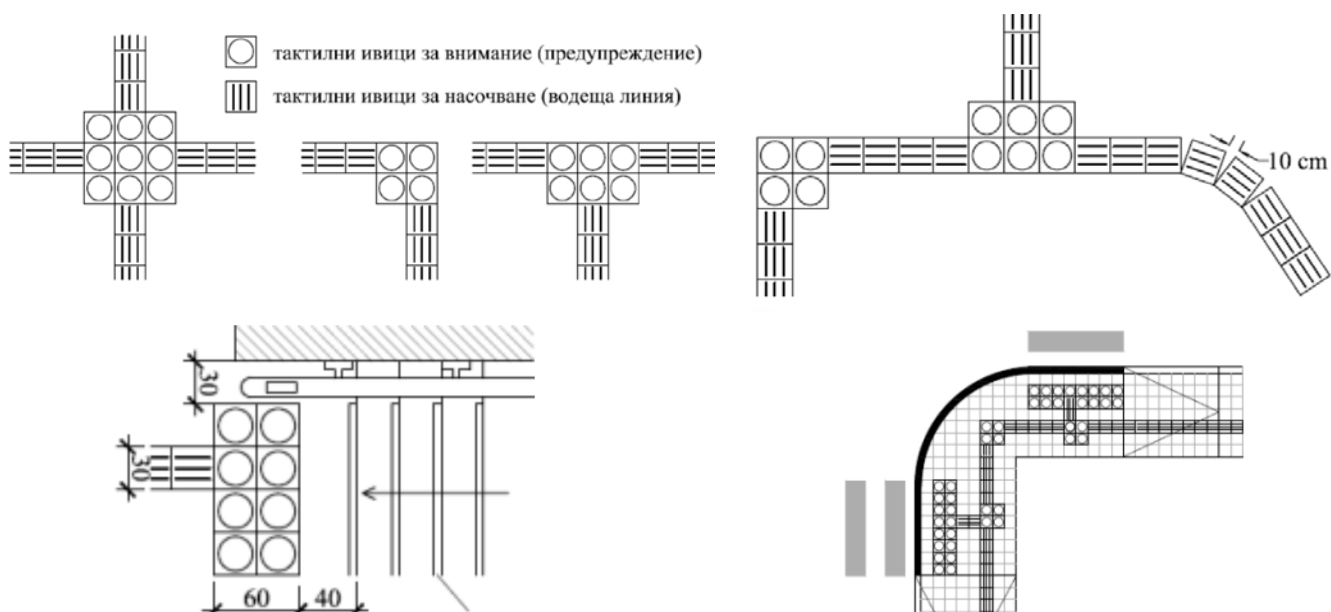 тактилни ивици за внимание (предупреждение)
тактилни ивици за насочване (водеща линия)
10 cm
30
30
60
40